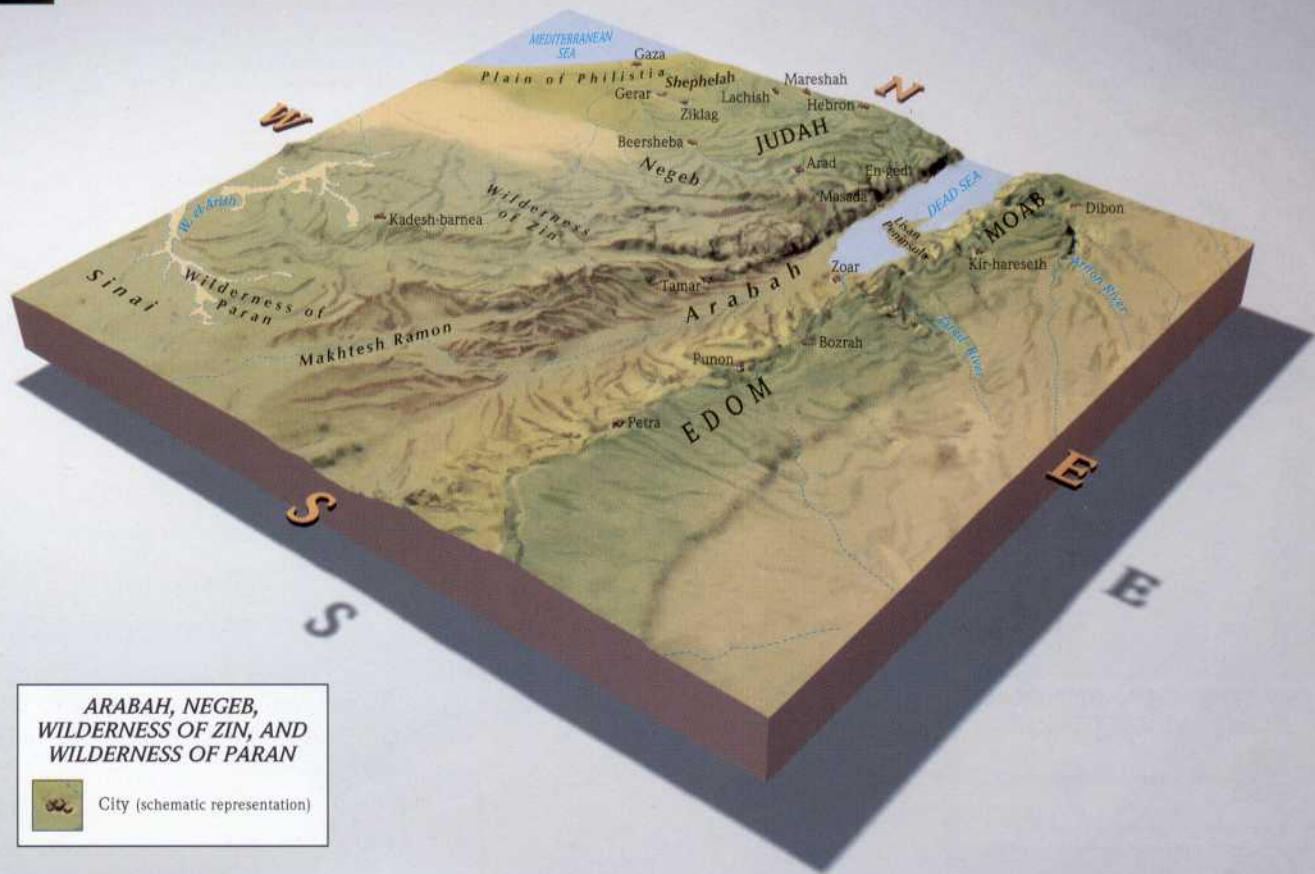 MEDITERRANEAN
SEA
Gaza
Plain of Philistia
Shephelah
Mareshah
N
Gerar
Lachish
Hebron
Ziklag
W
Beersheba
JUDAH
Negeb
Arad
En-gedi
Masada
DEAD SEA
Lisan
Peninsula
MOAB
Dibon
W. el-Arish
Kadesh-barnea
Wilderness
of Zin
Kir-hareseth
Arnon River
Zoar
Sinai
Wilderness of
Paran
Tamar
Arabah
Zered River
Makhtesh Ramon
Punon
Bozrah
EDOM
Petra
E
S
E
S
ARABAH, NEGEB,
WILDERNESS OF ZIN, AND
WILDERNESS OF PARAN
City (schematic representation)